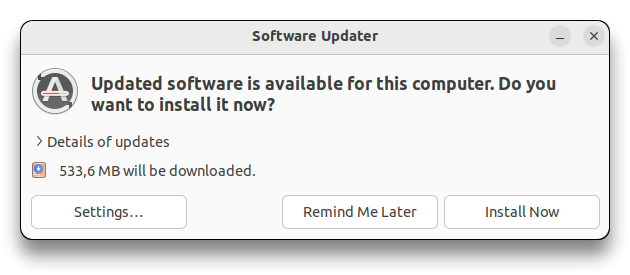 Software Updater
Updated software is available for this computer. Do you
want to install it now?
Details of updates
533,6 MB will be downloaded.
Settings…
Remind Me Later
Install Now